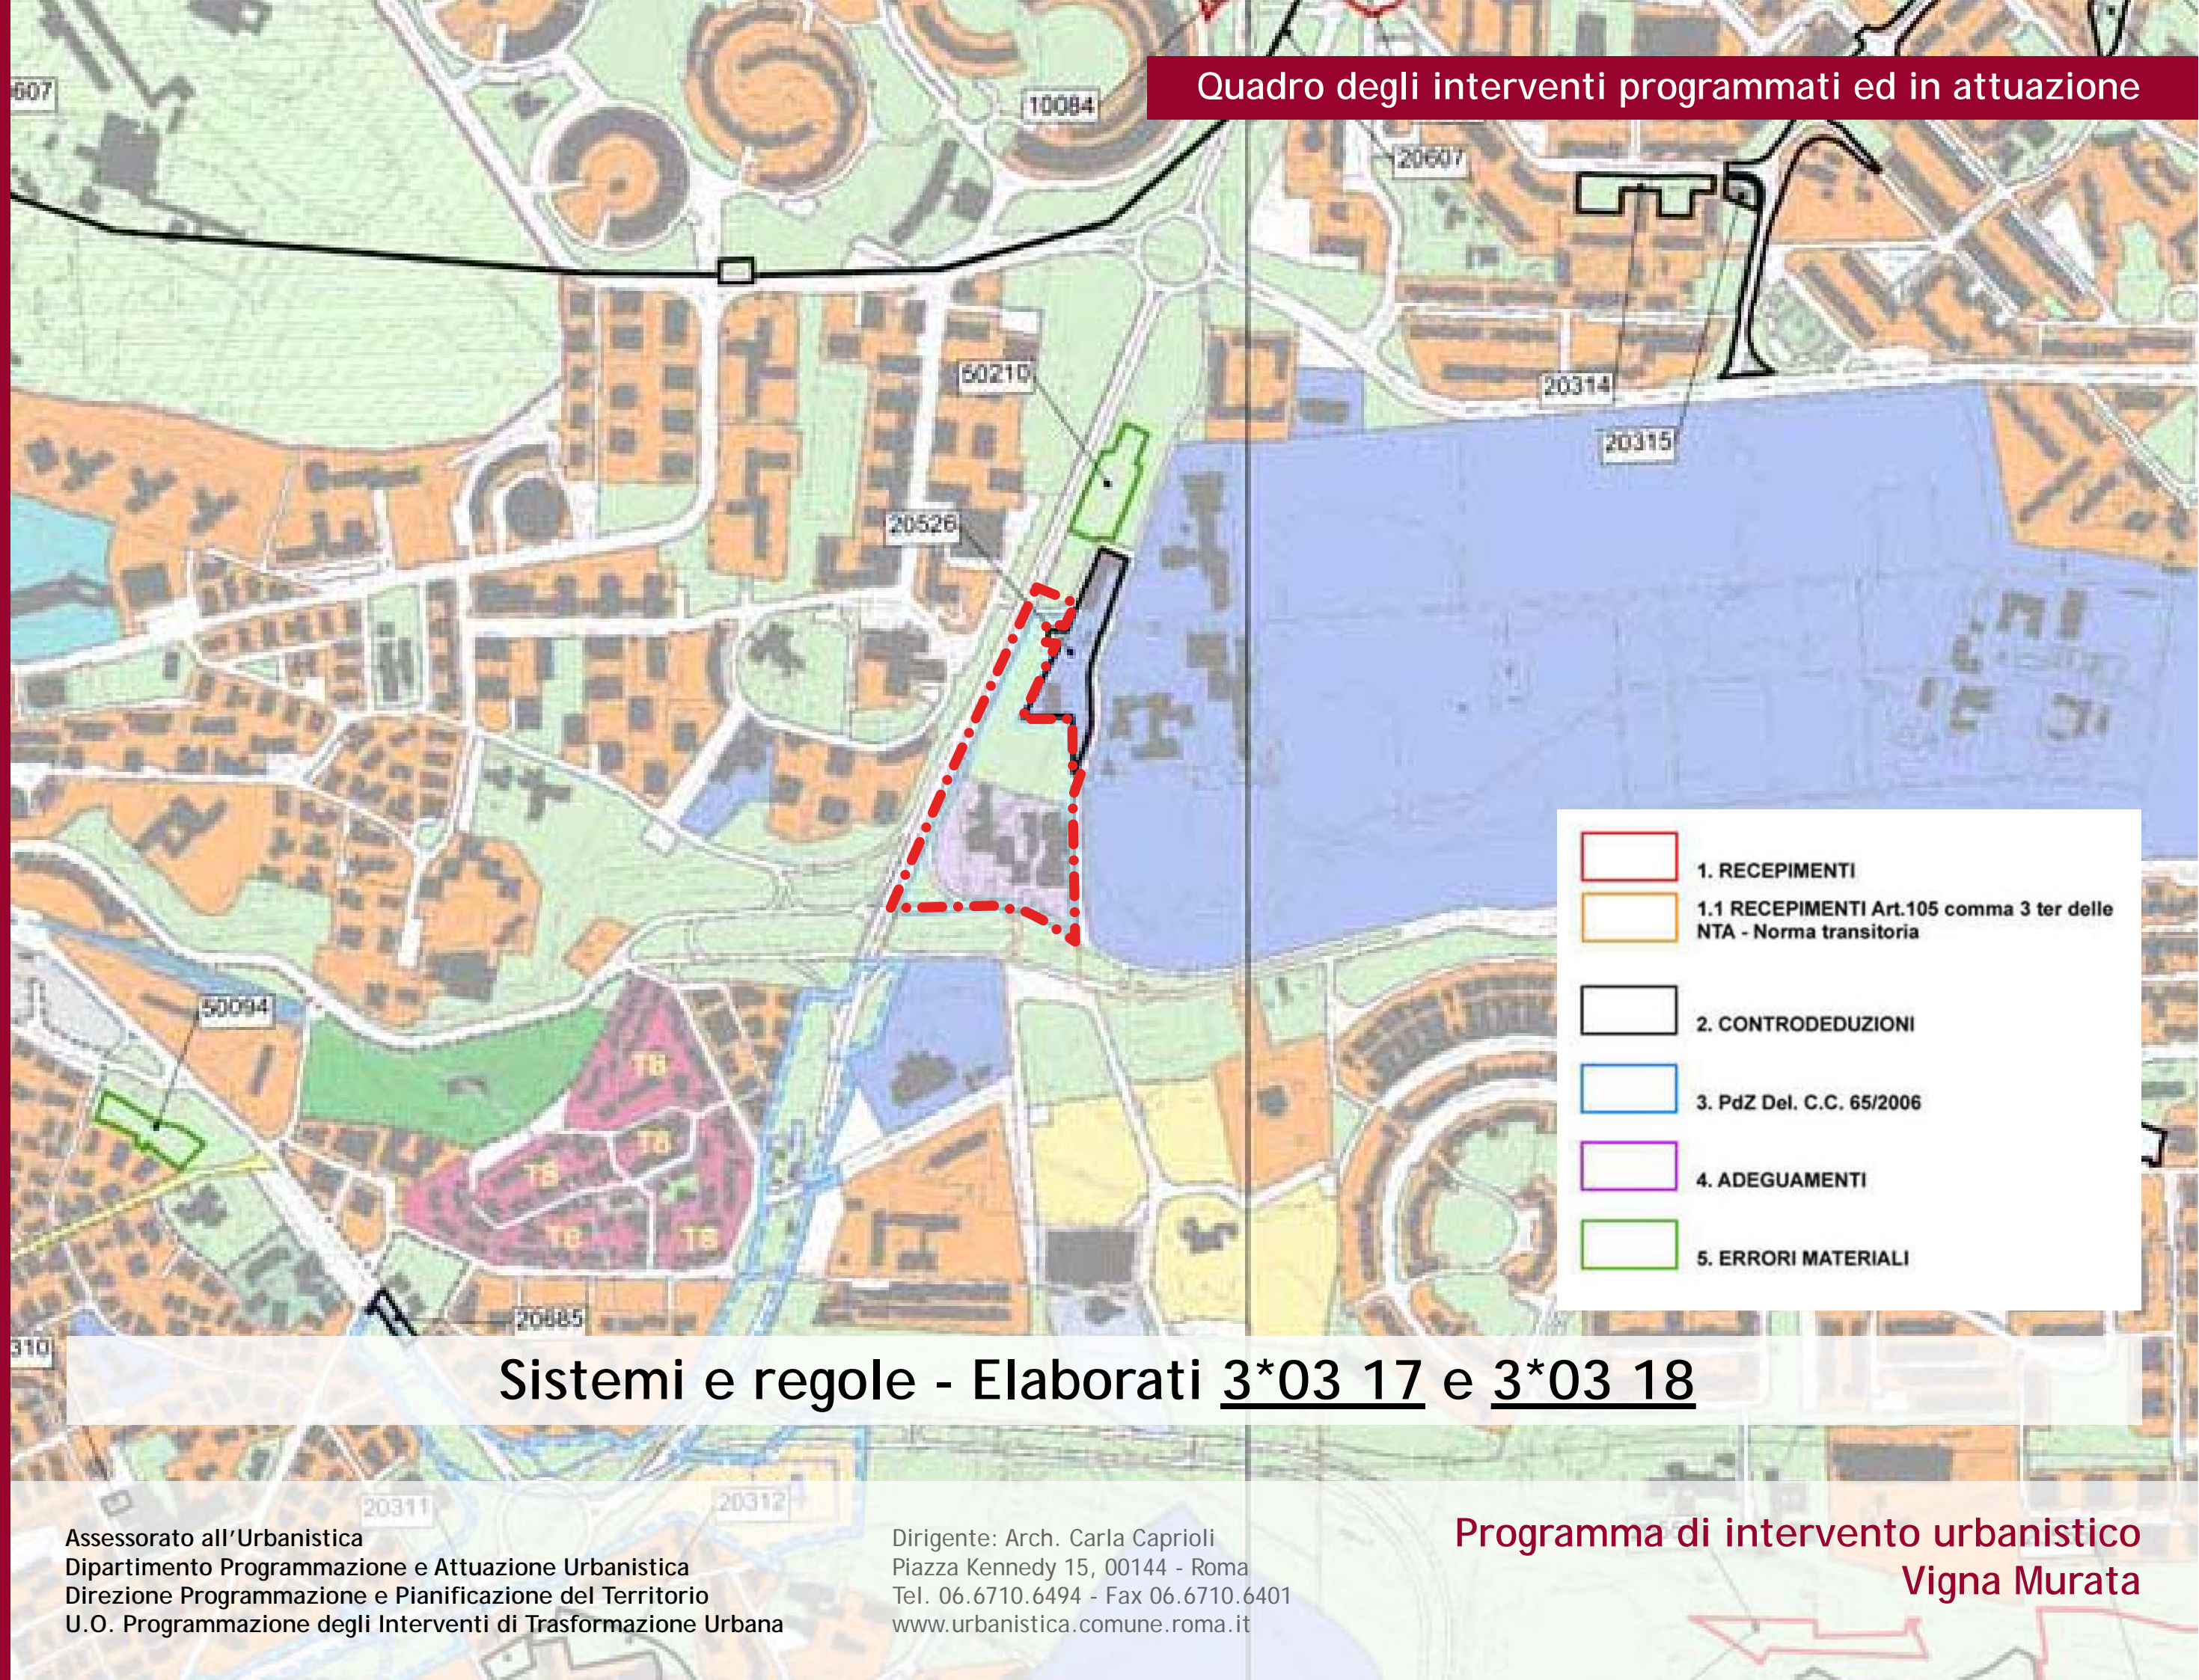 607
10084
Quadro degli interventi programmati ed in attuazione
20607
50210
20314
20315
20526
1. RECEPIMENTI
1.1 RECEPIMENTI Art.105 comma 3 ter delle
NTA - Norma transitoria
2. CONTRODEDUZIONI
3. PdZ Del. C.C. 65/2006
4. ADEGUAMENTI
5. ERRORI MATERIALI
50094
T8
T8
T8
T8
T8
20685
310
Sistemi e regole - Elaborati 3*03 17 e 3*03 18
20311
20312
Assessorato all'Urbanistica
Dipartimento Programmazione e Attuazione Urbanistica
Direzione Programmazione e Pianificazione del Territorio
U.O. Programmazione degli Interventi di Trasformazione Urbana
Dirigente: Arch. Carla Caprioli
Piazza Kennedy 15, 00144 - Roma
Tel. 06.6710.6494 - Fax 06.6710.6401
www.urbanistica.comune.roma.it
Programma di intervento urbanistico
Vigna Murata